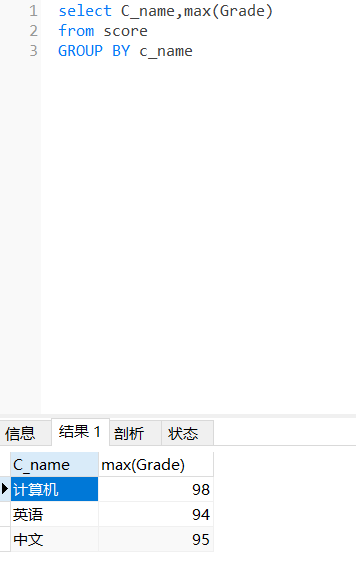 1 select C_name,max(Grade)
2 from score
3 GROUP BY c_name
信息 结果 1 剖析 状态
C_name max(Grade)
计算机 98
英语 94
中文 95